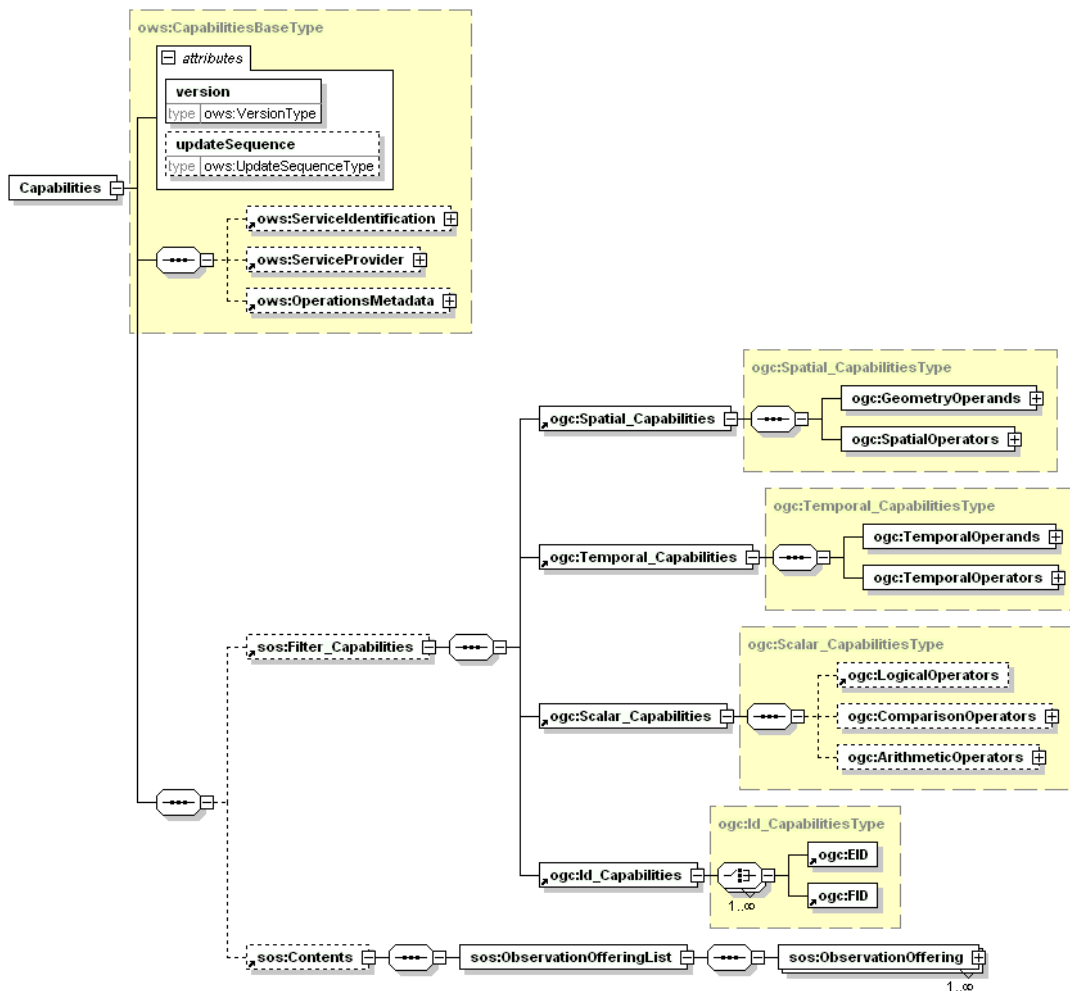 ows:CapabilitiesBaseType
attributes
version
type ows:VersionType
updateSequence
type ows:UpdateSequenceType
Capabilities
ows:ServiceIdentification
ows:ServiceProvider
ows:OperationsMetadata
ogc:Spatial_CapabilitiesType
ogc:GeometryOperands
ogc:Spatial_Capabilities
ogc:SpatialOperators
ogc:Temporal_CapabilitiesType
ogc:TemporalOperands
ogc:Temporal_Capabilities
ogc:TemporalOperators
sos:Filter_Capabilities
ogc:Scalar_CapabilitiesType
ogc:LogicalOperators
ogc:Scalar_Capabilities
ogc:ComparisonOperators
ogc:ArithmeticOperators
ogc:Id_CapabilitiesType
ogc:EID
ogc:Id_Capabilities
ogc:FID
1..∞
sos:Contents
sos:ObservationOfferingList
sos:ObservationOffering
1..∞